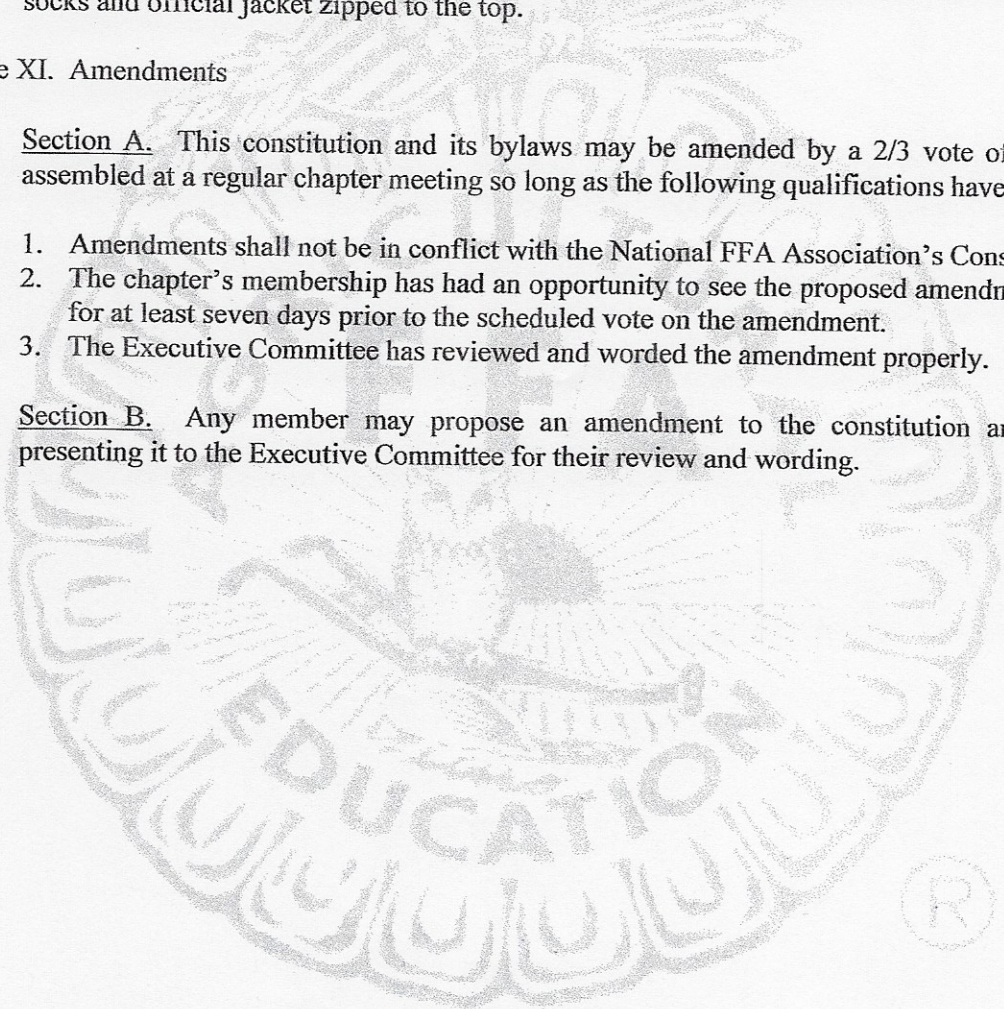 socks and official jacket zipped to the top.
e XI. Amendments
Section A. This constitution and its bylaws may be amended by a 2/3 vote of
assembled at a regular chapter meeting so long as the following qualifications have
1. Amendments shall not be in conflict with the National FFA Association's Cons
2. The chapter's membership has had an opportunity to see the proposed amendm
for at least seven days prior to the scheduled vote on the amendment.
3. The Executive Committee has reviewed and worded the amendment properly.
Section B. Any member may propose an amendment to the constitution an
presenting it to the Executive Committee for their review and wording.
FFA
EDUCATION
®